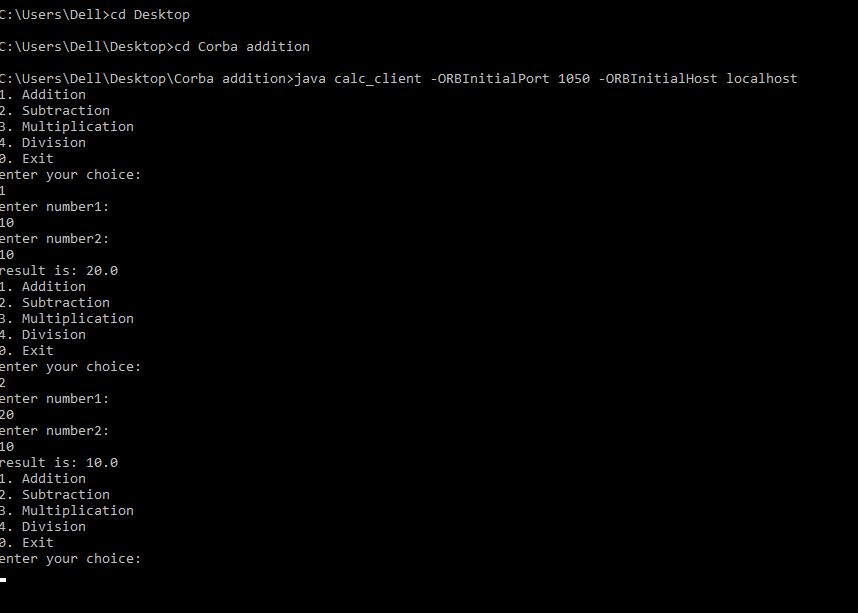 C:\Users\Dell>cd Desktop
C:\Users\Dell\Desktop>cd Corba addition
C:\Users\Dell\Desktop\Corba addition>java calc_client -ORBInitialPort 1050 -ORBInitialHost localhost
1. Addition
2. Subtraction
3. Multiplication
4. Division
0. Exit
enter your choice:
1
enter number1:
10
enter number2:
10
result is: 20.0
1. Addition
2. Subtraction
3. Multiplication
4. Division
0. Exit
enter your choice:
2
enter number1:
20
enter number2:
10
result is: 10.0
1. Addition
2. Subtraction
3. Multiplication
4. Division
0. Exit
enter your choice: